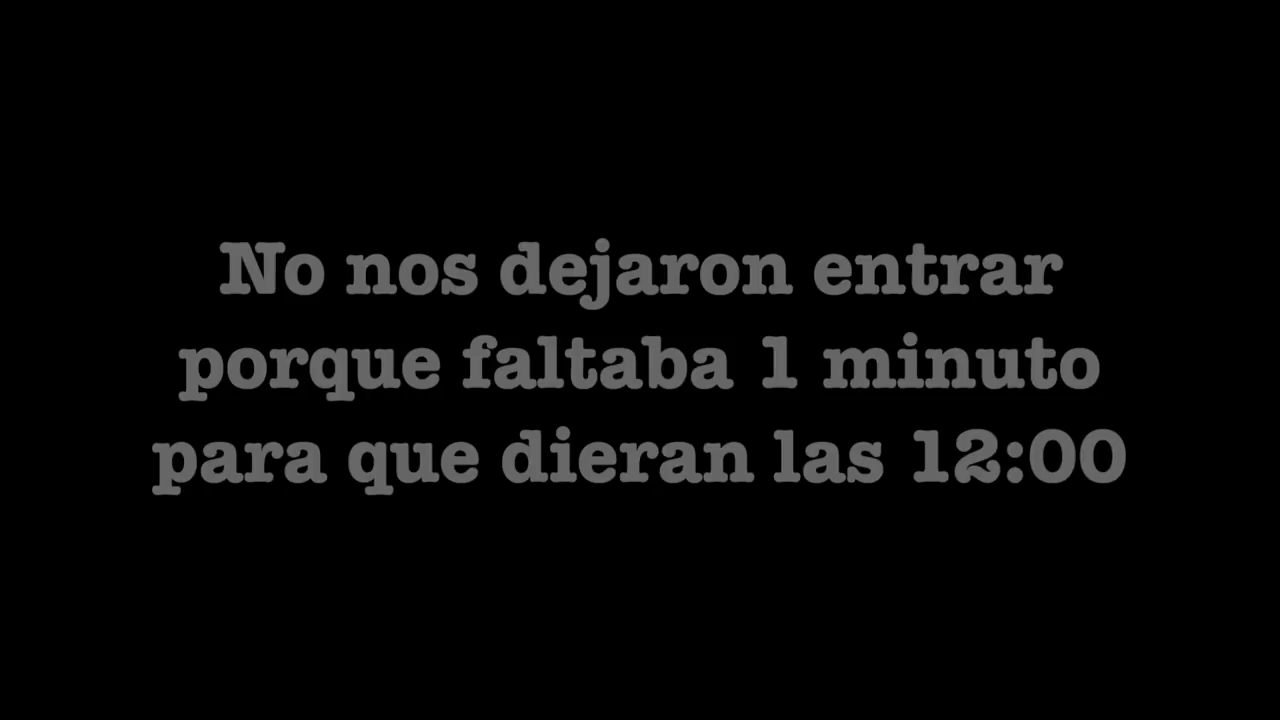 No nos dejaron entrar
porque faltaba 1 minuto
para que dieran las 12:00